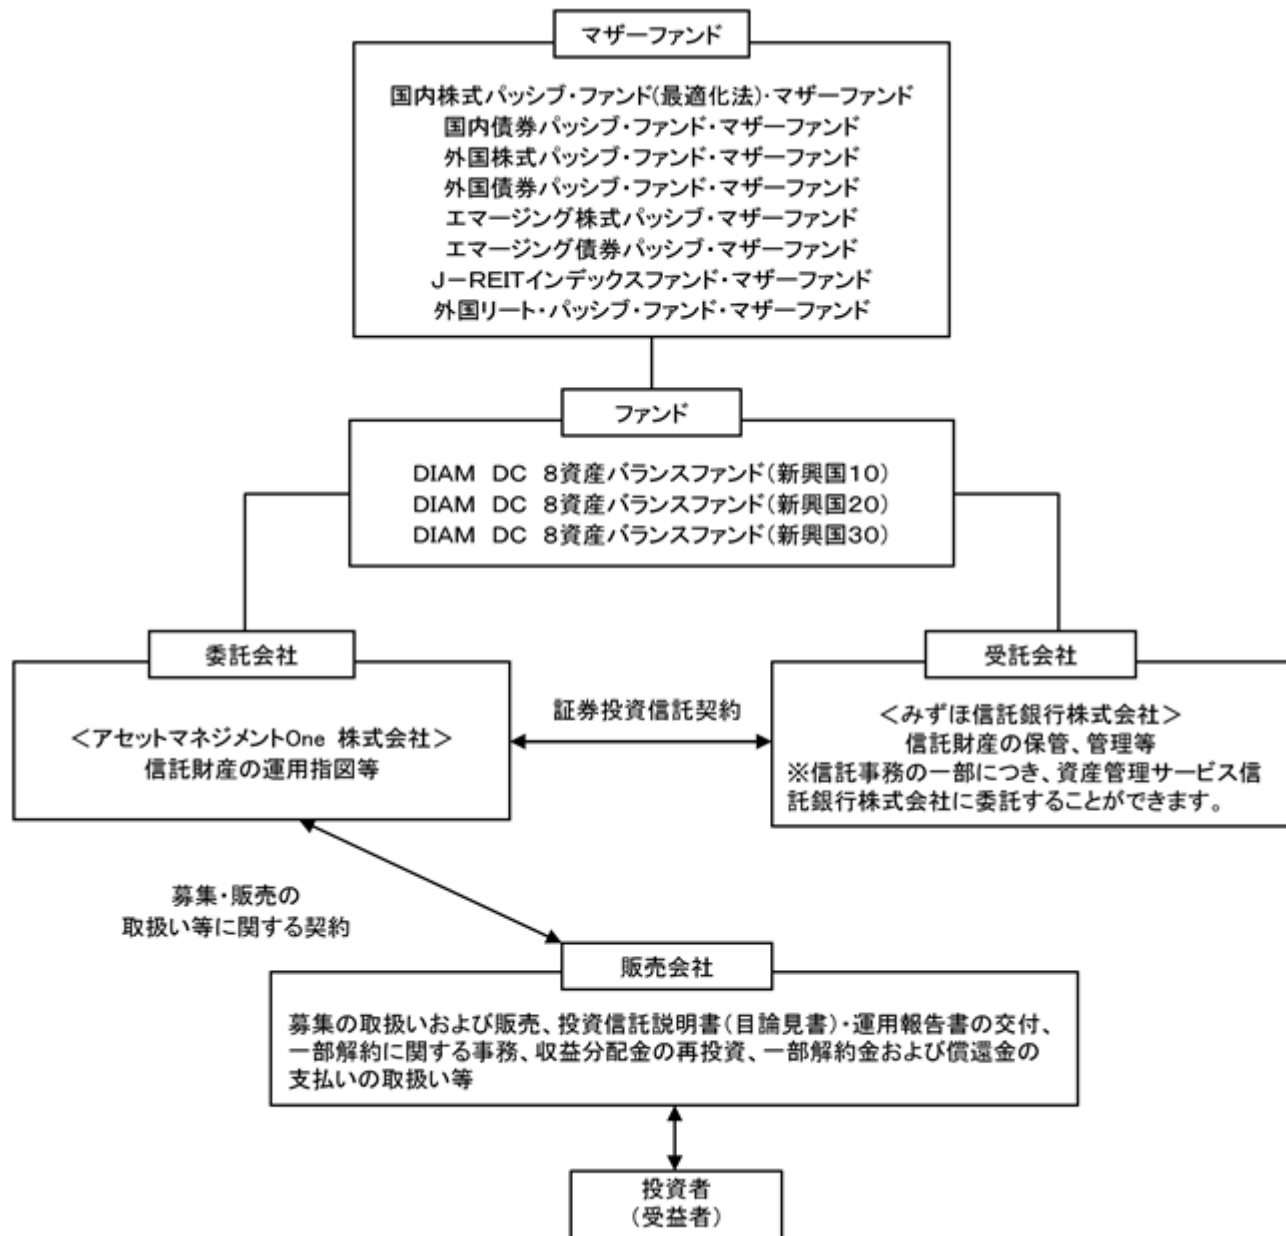 マザーファンド
国内株式パッシブ・ファンド(最適化法)・マザーファンド
国内債券パッシブ・ファンド・マザーファンド
外国株式パッシブ・ファンド・マザーファンド
外国債券パッシブ・ファンド・マザーファンド
エマージング株式パッシブ・マザーファンド
エマージング債券パッシブ・マザーファンド
J－REITインデックスファンド・マザーファンド
外国リート・パッシブ・ファンド・マザーファンド
ファンド
DIAM DC 8資産バランスファンド(新興国10)
DIAM DC 8資産バランスファンド(新興国20)
DIAM DC 8資産バランスファンド(新興国30)
委託会社
＜アセットマネジメントOne 株式会社＞
信託財産の運用指図等
証券投資信託契約
受託会社
＜みずほ信託銀行株式会社＞
信託財産の保管、管理等
※信託事務の一部につき、資産管理サービス信
託銀行株式会社に委託することができます。
募集・販売の
取扱い等に関する契約
販売会社
募集の取扱いおよび販売、投資信託説明書(目論見書)・運用報告書の交付、
一部解約に関する事務、収益分配金の再投資、一部解約金および償還金の
支払いの取扱い等
投資者
(受益者)